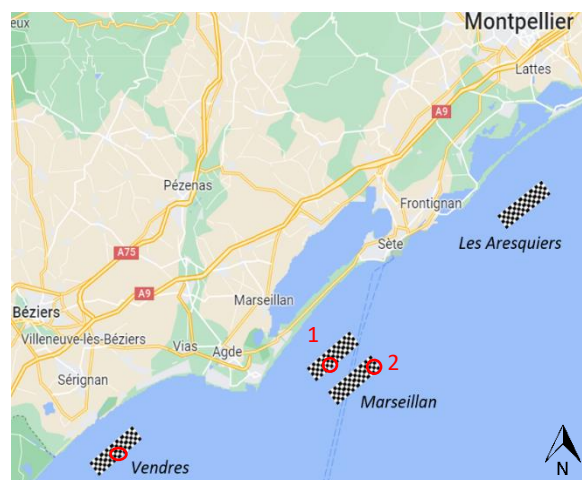 Montpellier
eux
Lattes
A9
Pézenas
Frontignan
Les Aresquiers
Sète
A75
A9
Marseillan
Béziers
Villeneuve-lès-Béziers
Vias
Agde
1
2
Sérignan
Marseillan
Vendres
N